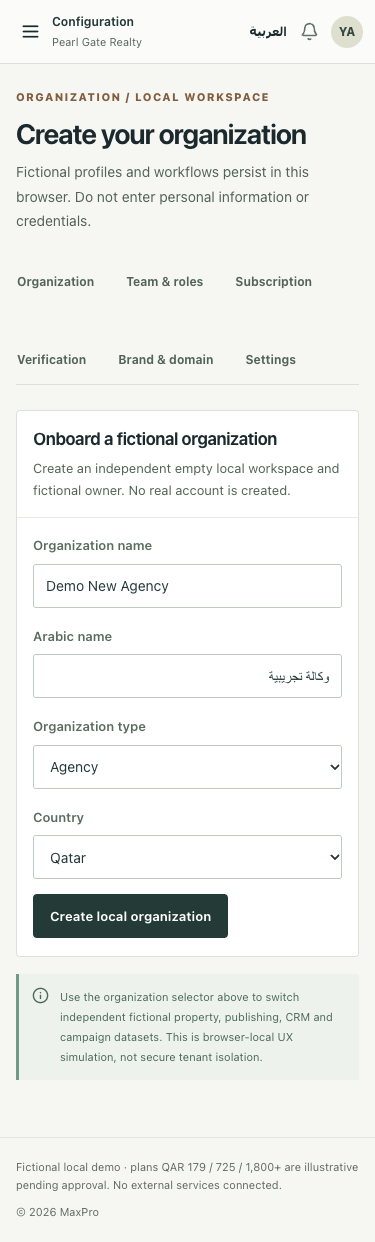 Configuration
Pearl Gate Realty
العربية
YA
ORGANIZATION / LOCAL WORKSPACE
Create your organization
Fictional profiles and workflows persist in this
browser. Do not enter personal information or
credentials.
Organization Team & roles Subscription
Verification Brand & domain Settings
Onboard a fictional organization
Create an independent empty local workspace and
fictional owner. No real account is created.
Organization name
Demo New Agency
Arabic name
وكالة تجريبية
Organization type
Agency
Country
Qatar
Create local organization
Use the organization selector above to switch
independent fictional property, publishing, CRM and
campaign datasets. This is browser-local UX
simulation, not secure tenant isolation.
Fictional local demo · plans QAR 179 / 725 / 1,800+ are illustrative
pending approval. No external services connected.
© 2026 MaxPro